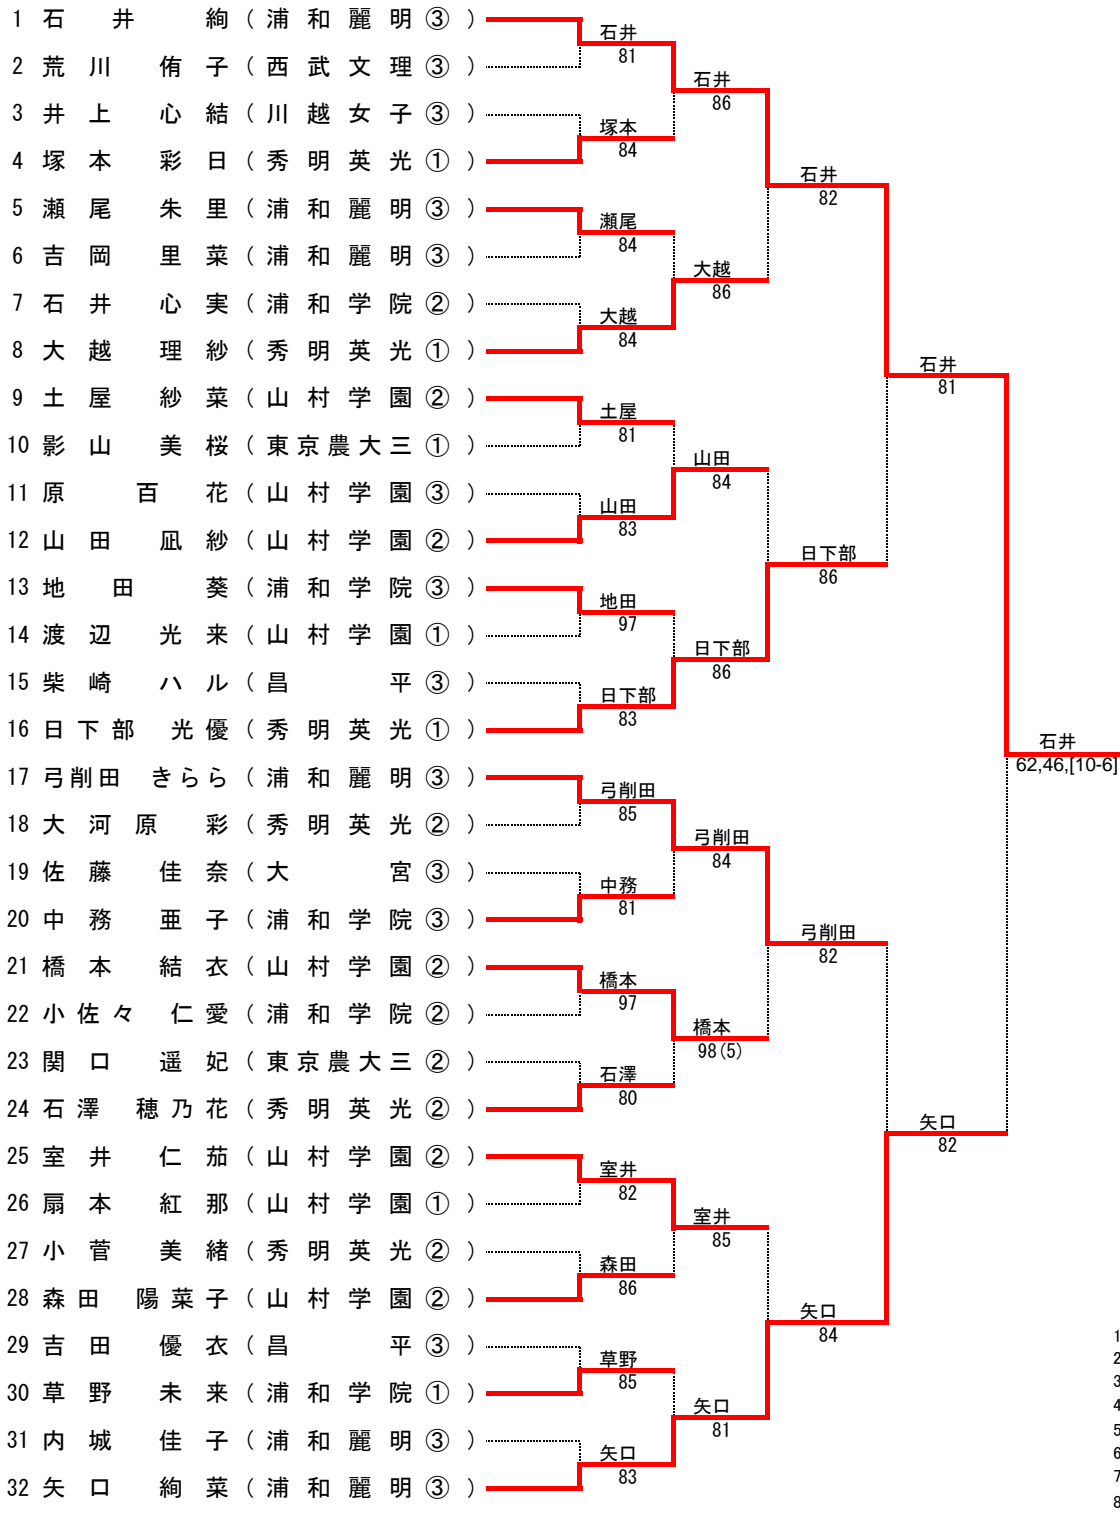 1 石井 絢 ( 浦和麗明 ③ )
2 荒川 侑子 ( 西武文理 ③ )
3 井上 心結 ( 川越女子 ③ )
4 塚本 彩日 ( 秀明英光 ① )
5 瀬尾 朱里 ( 浦和麗明 ③ )
6 吉岡 里菜 ( 浦和麗明 ③ )
7 石井 心実 ( 浦和学院 ② )
8 大越 理紗 ( 秀明英光 ① )
9 土屋 紗菜 ( 山村学園 ② )
10 影山 美桜 ( 東京農大三 ① )
11 原 百花 ( 山村学園 ③ )
12 山田 凪紗 ( 山村学園 ② )
13 地田 葵 ( 浦和学院 ③ )
14 渡辺 光来 ( 山村学園 ① )
15 柴崎 ハル ( 昌平 ③ )
16 日下部 光優 ( 秀明英光 ① )
17 弓削田 きらら ( 浦和麗明 ③ )
18 大河原 彩 ( 秀明英光 ② )
19 佐藤 佳奈 ( 大宮 ③ )
20 中務 亜子 ( 浦和学院 ③ )
21 橋本 結衣 ( 山村学園 ② )
22 小佐々 仁愛 ( 浦和学院 ② )
23 関口 遥妃 ( 東京農大三 ② )
24 石澤 穂乃花 ( 秀明英光 ② )
25 室井 仁茄 ( 山村学園 ② )
26 扇本 紅那 ( 山村学園 ① )
27 小菅 美緒 ( 秀明英光 ② )
28 森田 陽菜子 ( 山村学園 ② )
29 吉田 優衣 ( 昌平 ③ )
30 草野 未来 ( 浦和学院 ① )
31 内城 佳子 ( 浦和麗明 ③ )
32 矢口 絢菜 ( 浦和麗明 ③ )
石井
81
塚本
84
瀬尾
84
大越
84
土屋
81
山田
83
地田
97
日下部
83
弓削田
85
中務
81
橋本
97
石澤
80
室井
82
森田
86
草野
85
矢口
83
石井
86
大越
86
山田
84
日下部
86
弓削田
84
橋本
98(5)
室井
85
矢口
81
石井
82
日下部
86
弓削田
82
矢口
84
石井
81
矢口
82
石井
62,46,[10-6]
1
2
3
4
5
6
7
8